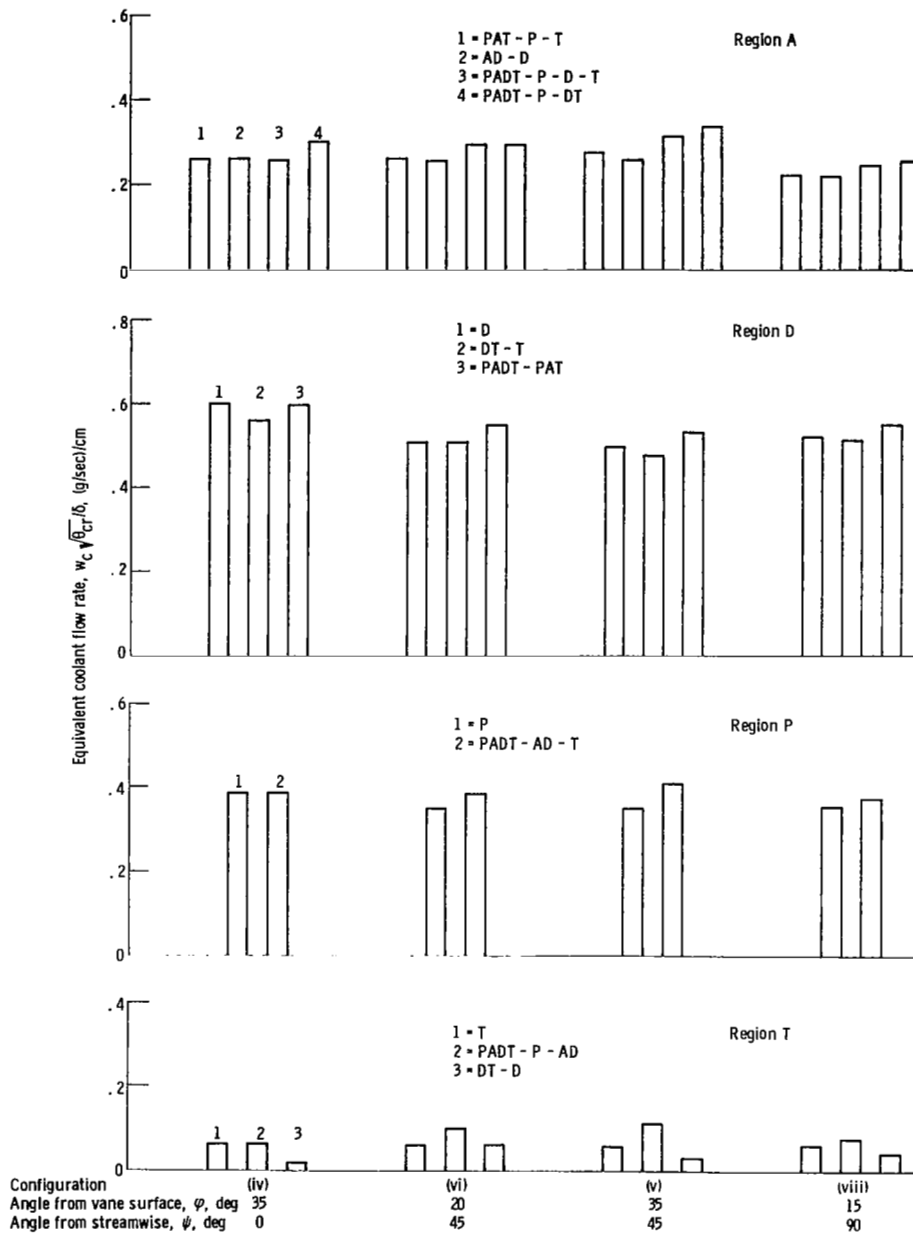 .6
.4
.2
0
1 = PAT - P - T
2 = AD - D
3 = PADT - P - D - T
4 = PADT - P - DT
Region A
1 2 3 4
.8
.6
.4
.2
0
1 = D
2 = DT - T
3 = PADT - PAT
Region D
1 2 3
Equivalent coolant flow rate, w_c √θ_cr/δ, (g/sec)/cm
.6
.4
.2
0
1 = P
2 = PADT - AD - T
Region P
1 2
.4
.2
0
1 = T
2 = PADT - P - AD
3 = DT - D
Region T
1 2 3
Configuration (iv) (vi) (v) (viii)
Angle from vane surface, φ, deg 35 20 35 15
Angle from streamwise, ψ, deg 0 45 45 90